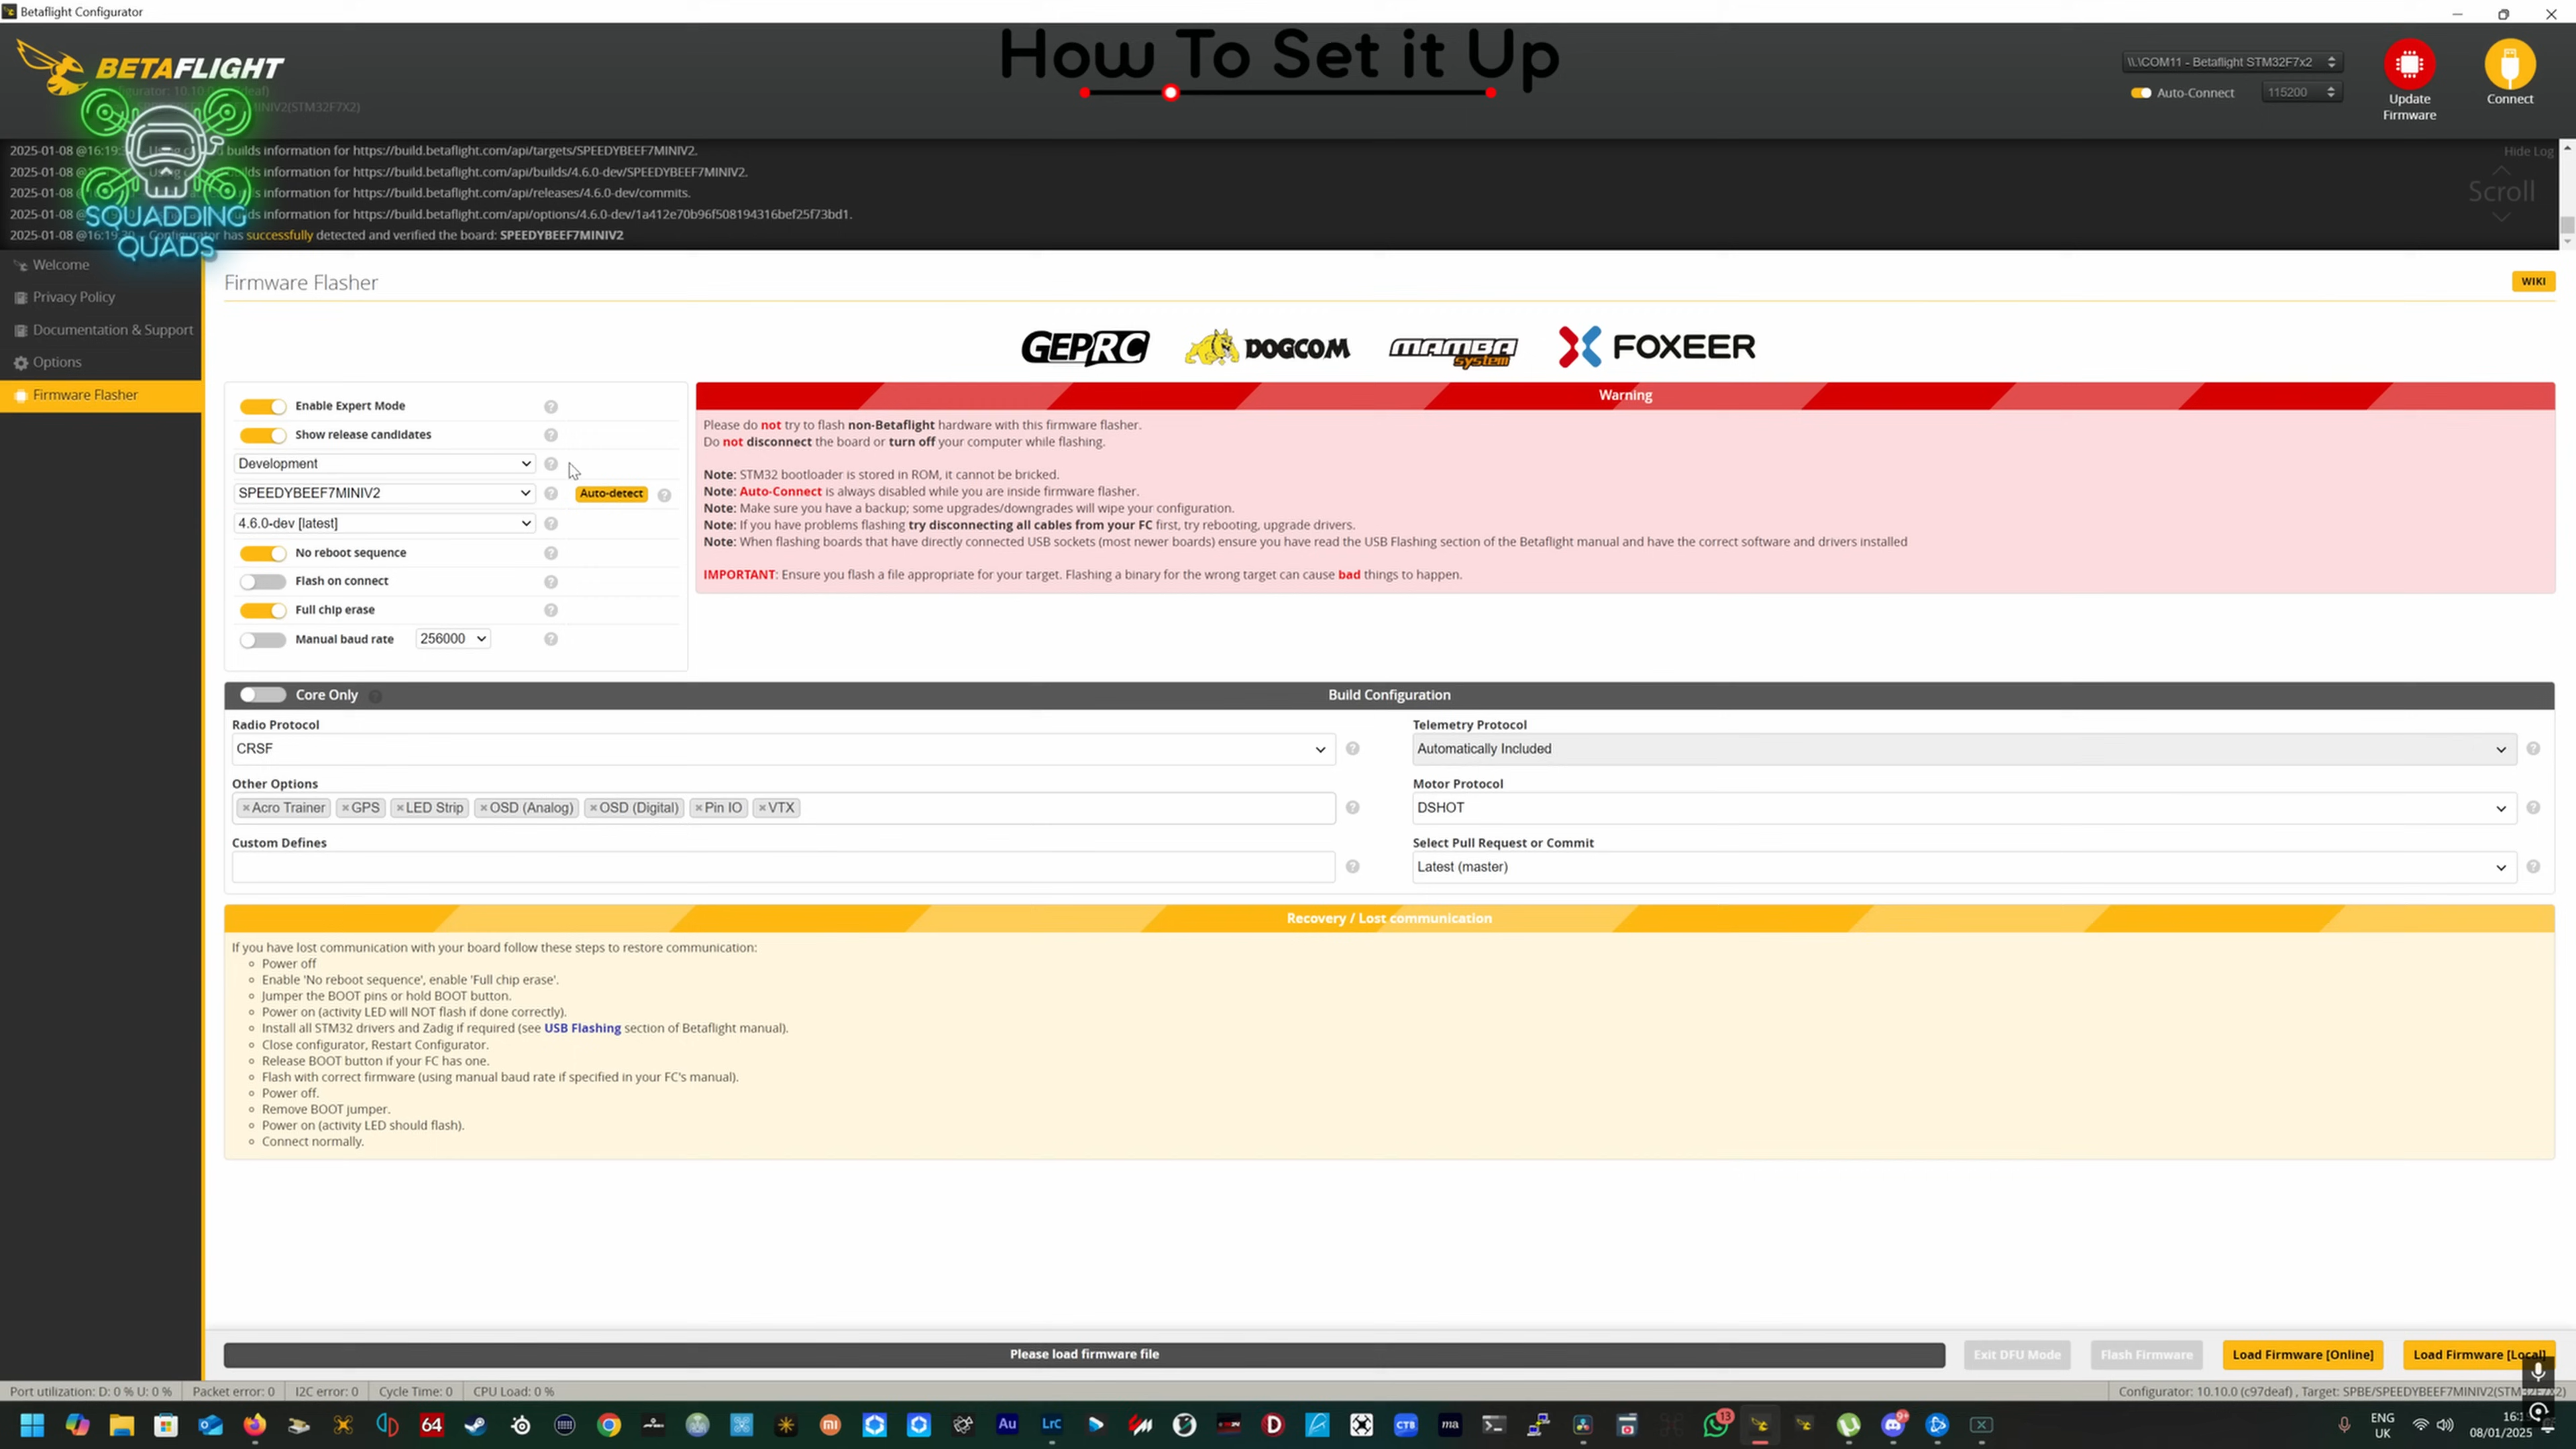 Betaflight Configurator
How To Set it Up
BETAFLIGHT
\\.\COM11 - Betaflight STM32F7x2
Auto-Connect
115200
Update Firmware
Connect
2025-01-08 @16:19:
builds information for https://build.betaflight.com/api/targets/SPEEDYBEEF7MINIV2.
2025-01-08 @16:19:
builds information for https://build.betaflight.com/api/builds/4.6.0-dev/SPEEDYBEEF7MINIV2.
2025-01-08 @16:19:
builds information for https://build.betaflight.com/api/releases/4.6.0-dev/commits.
2025-01-08 @16:19:
builds information for https://build.betaflight.com/api/options/4.6.0-dev/1a412e70b96f508194316bef25f73bd1.
2025-01-08 @16:19:
Configurator has successfully detected and verified the board: SPEEDYBEEF7MINIV2
Hide Log
Scroll
SQUADDING
QUADS
Welcome
Privacy Policy
Documentation & Support
Options
Firmware Flasher
Firmware Flasher
WIKI
GEPRC
DOGCOM
MAMBA
system
FOXEER
Enable Expert Mode
Show release candidates
Development
SPEEDYBEEF7MINIV2
Auto-detect
4.6.0-dev [latest]
No reboot sequence
Flash on connect
Full chip erase
Manual baud rate
256000
Warning
Please do not try to flash non-Betaflight hardware with this firmware flasher.
Do not disconnect the board or turn off your computer while flashing.
Note: STM32 bootloader is stored in ROM, it cannot be bricked.
Note: Auto-Connect is always disabled while you are inside firmware flasher.
Note: Make sure you have a backup; some upgrades/downgrades will wipe your configuration.
Note: If you have problems flashing try disconnecting all cables from your FC first, try rebooting, upgrade drivers.
Note: When flashing boards that have directly connected USB sockets (most newer boards) ensure you have read the USB Flashing section of the Betaflight manual and have the correct software and drivers installed
IMPORTANT: Ensure you flash a file appropriate for your target. Flashing a binary for the wrong target can cause bad things to happen.
Core Only
Build Configuration
Radio Protocol
CRSF
Telemetry Protocol
Automatically Included
Other Options
×Acro Trainer ×GPS ×LED Strip ×OSD (Analog) ×OSD (Digital) ×Pin IO ×VTX
Motor Protocol
DSHOT
Custom Defines
Select Pull Request or Commit
Latest (master)
Recovery / Lost communication
If you have lost communication with your board follow these steps to restore communication:
Power off
Enable 'No reboot sequence', enable 'Full chip erase'.
Jumper the BOOT pins or hold BOOT button.
Power on (activity LED will NOT flash if done correctly).
Install all STM32 drivers and Zadig if required (see USB Flashing section of Betaflight manual).
Close configurator, Restart Configurator.
Release BOOT button if your FC has one.
Flash with correct firmware (using manual baud rate if specified in your FC's manual).
Power off.
Remove BOOT jumper.
Power on (activity LED should flash).
Connect normally.
Please load firmware file
Exit DFU Mode
Flash Firmware
Load Firmware [Online]
Load Firmware [Local]
Port utilization: D: 0 % U: 0 %
Packet error: 0
I2C error: 0
Cycle Time: 0
CPU Load: 0 %
Configurator: 10.10.0 (c97deaf) , Target: SPBE/SPEEDYBEEF7MINIV2(STM32F7X2)
64
Au
Lrc
CTB
ma
13
9+
ENG
UK
08/01/2025